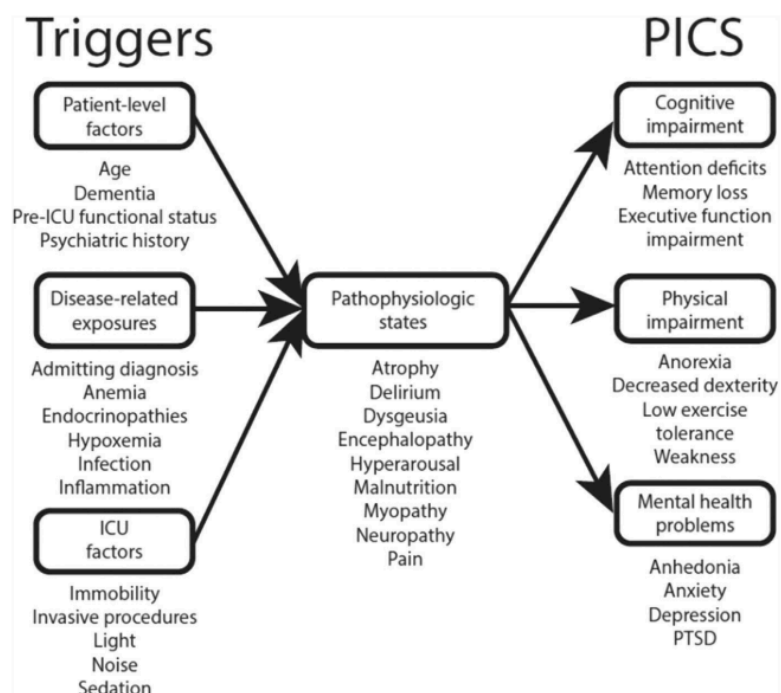 Triggers
Patient-level
factors
Age
Dementia
Pre-ICU functional status
Psychiatric history
Disease-related
exposures
Admitting diagnosis
Anemia
Endocrinopathies
Hypoxemia
Infection
Inflammation
ICU
factors
Immobility
Invasive procedures
Light
Noise
Sedation
Pathophysiologic
states
Atrophy
Delirium
Dysgeusia
Encephalopathy
Hyperarousal
Malnutrition
Myopathy
Neuropathy
Pain
PICS
Cognitive
impairment
Attention deficits
Memory loss
Executive function
impairment
Physical
impairment
Anorexia
Decreased dexterity
Low exercise
tolerance
Weakness
Mental health
problems
Anhedonia
Anxiety
Depression
PTSD